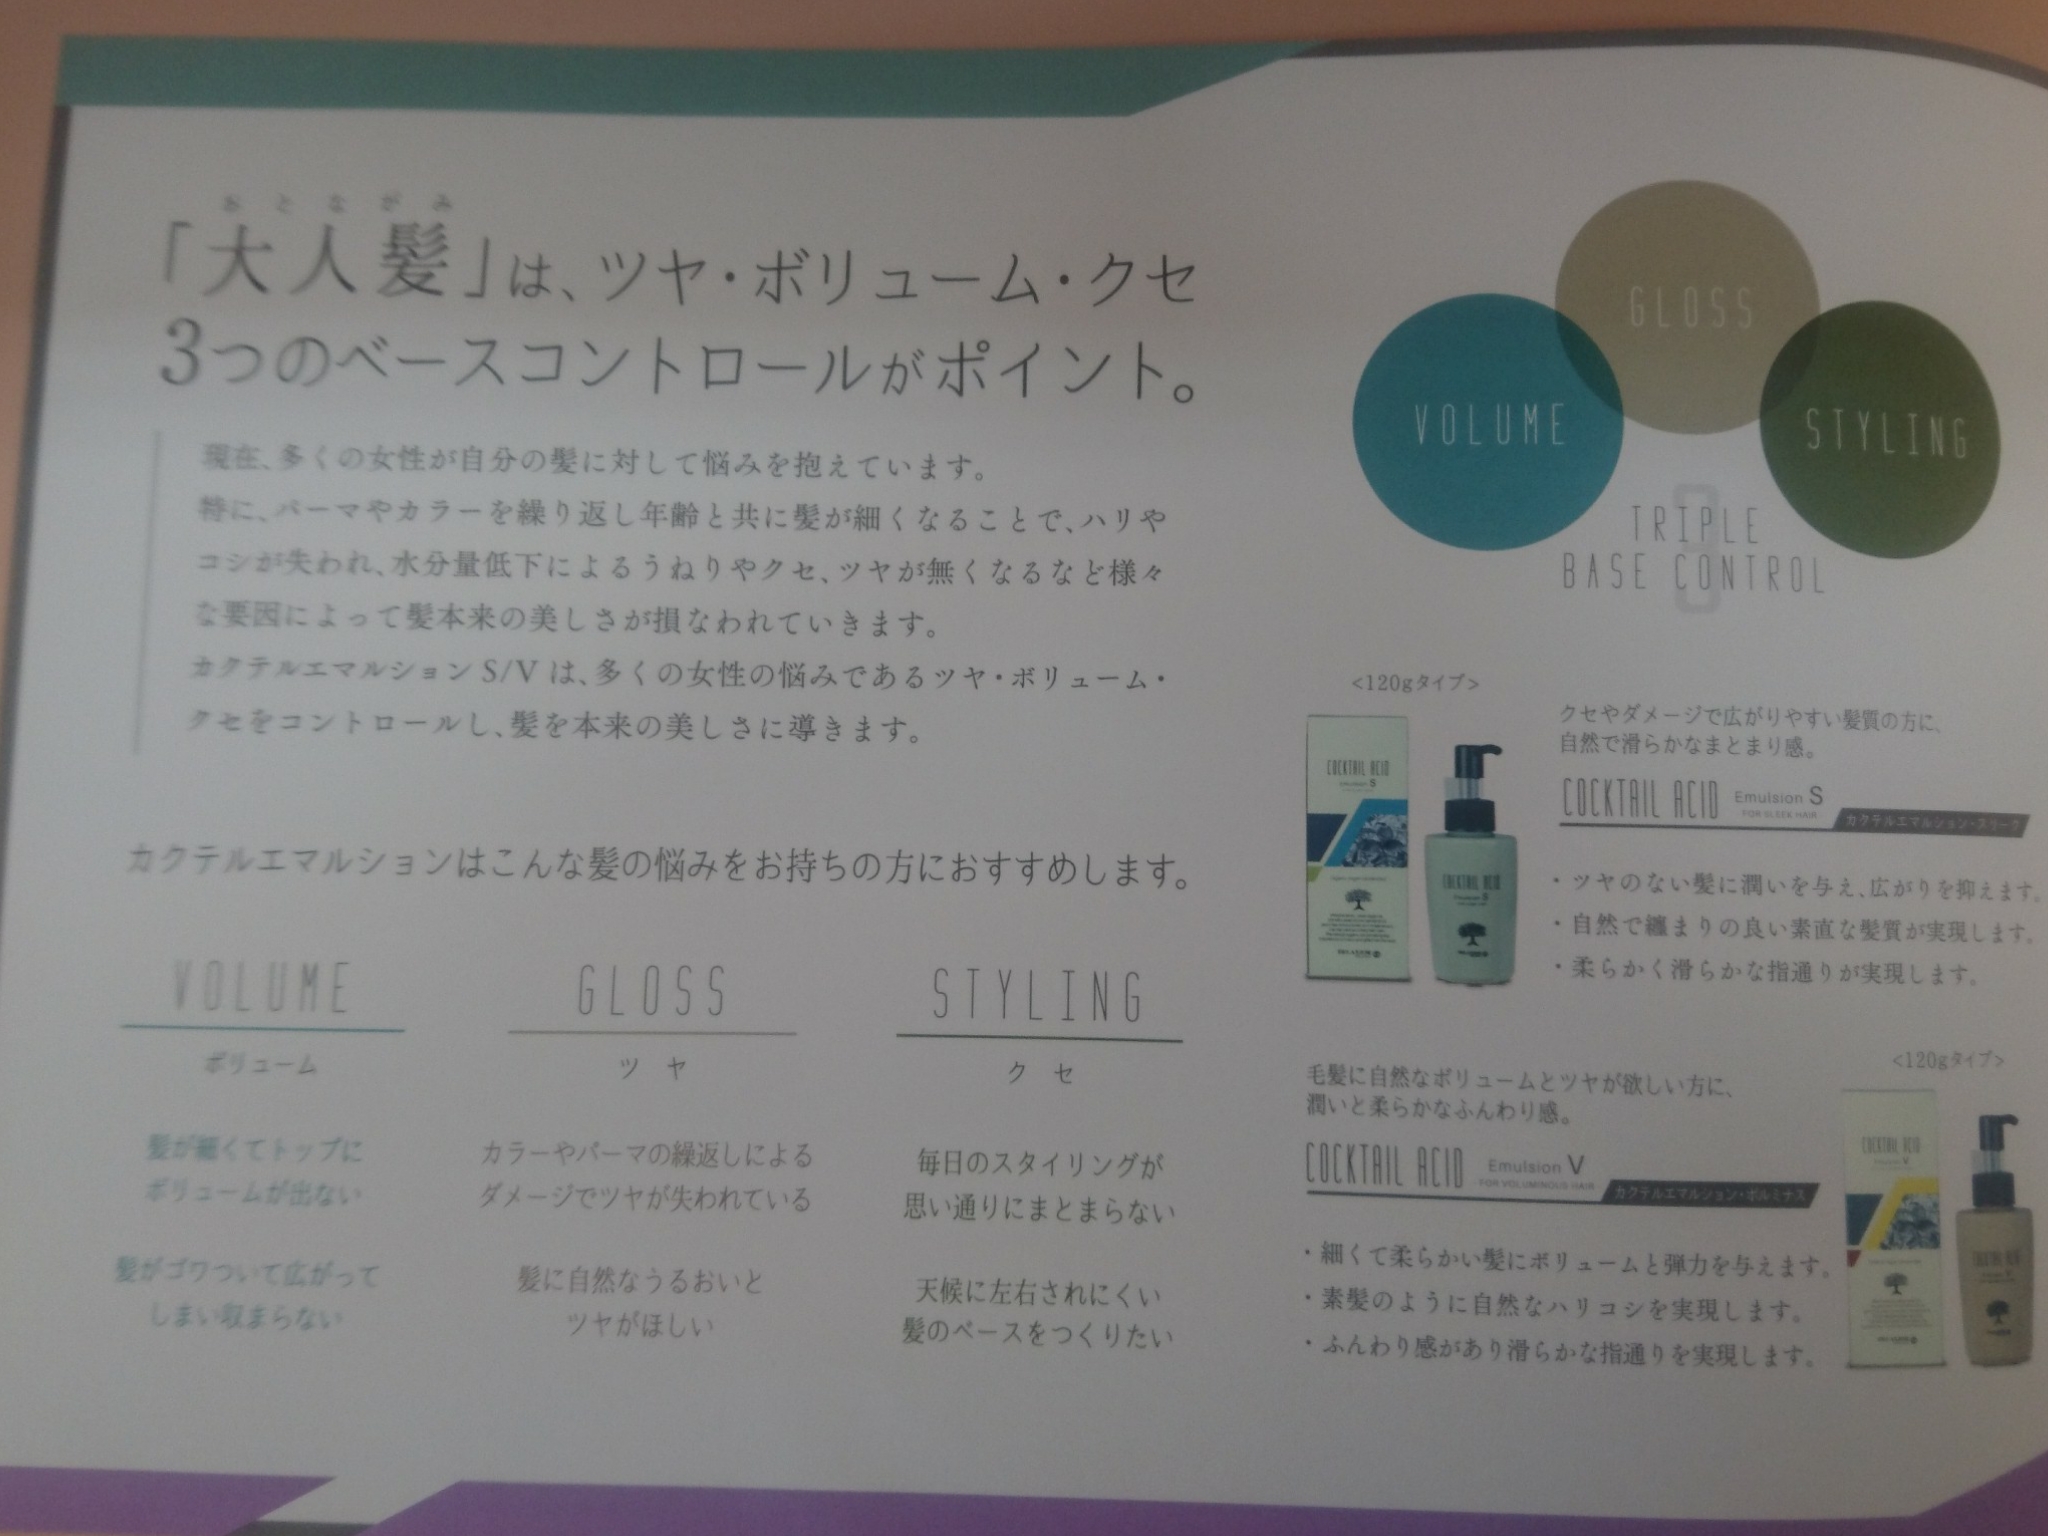 おとながみ
「大人髪」は、ツヤ・ボリューム・クセ
3つのベースコントロールがポイント。
現在、多くの女性が自分の髪に対して悩みを抱えています。
特に、パーマやカラーを繰り返し年齢と共に髪が細くなることで、ハリや
コシが失われ、水分量低下によるうねりやクセ、ツヤが無くなるなど様々
な要因によって髪本来の美しさが損なわれていきます。
カクテルエマルションS/Vは、多くの女性の悩みであるツヤ・ボリューム・
クセをコントロールし、髪を本来の美しさに導きます。
カクテルエマルションはこんな髪の悩みをお持ちの方におすすめします。
VOLUME
ボリューム
髪が細くてトップに
ボリュームが出ない
髪がゴワついて広がって
しまい収まらない
GLOSS
ツヤ
カラーやパーマの繰返しによる
ダメージでツヤが失われている
髪に自然なうるおいと
ツヤがほしい
STYLING
クセ
毎日のスタイリングが
思い通りにまとまらない
天候に左右されにくい
髪のベースをつくりたい
GLOSS
VOLUME
STYLING
3
TRIPLE
BASE CONTROL
<120gタイプ>
COCKTAIL ACID
Emulsion S
COCKTAIL ACID
Emulsion S
クセやダメージで広がりやすい髪質の方に、
自然で滑らかなまとまり感。
COCKTAIL ACID Emulsion S
FOR SLEEK HAIR
カクテルエマルション・スリーク
・ツヤのない髪に潤いを与え、広がりを抑えます。
・自然で纏まりの良い素直な髪質が実現します。
・柔らかく滑らかな指通りが実現します。
毛髪に自然なボリュームとツヤが欲しい方に、
潤いと柔らかなふんわり感。
COCKTAIL ACID Emulsion V
FOR VOLUMINOUS HAIR
カクテルエマルション・ボルミナス
・細くて柔らかい髪にボリュームと弾力を与えます。
・素髪のように自然なハリコシを実現します。
・ふんわり感があり滑らかな指通りを実現します。
<120gタイプ>
COCKTAIL ACID
Emulsion V
COCKTAIL ACID